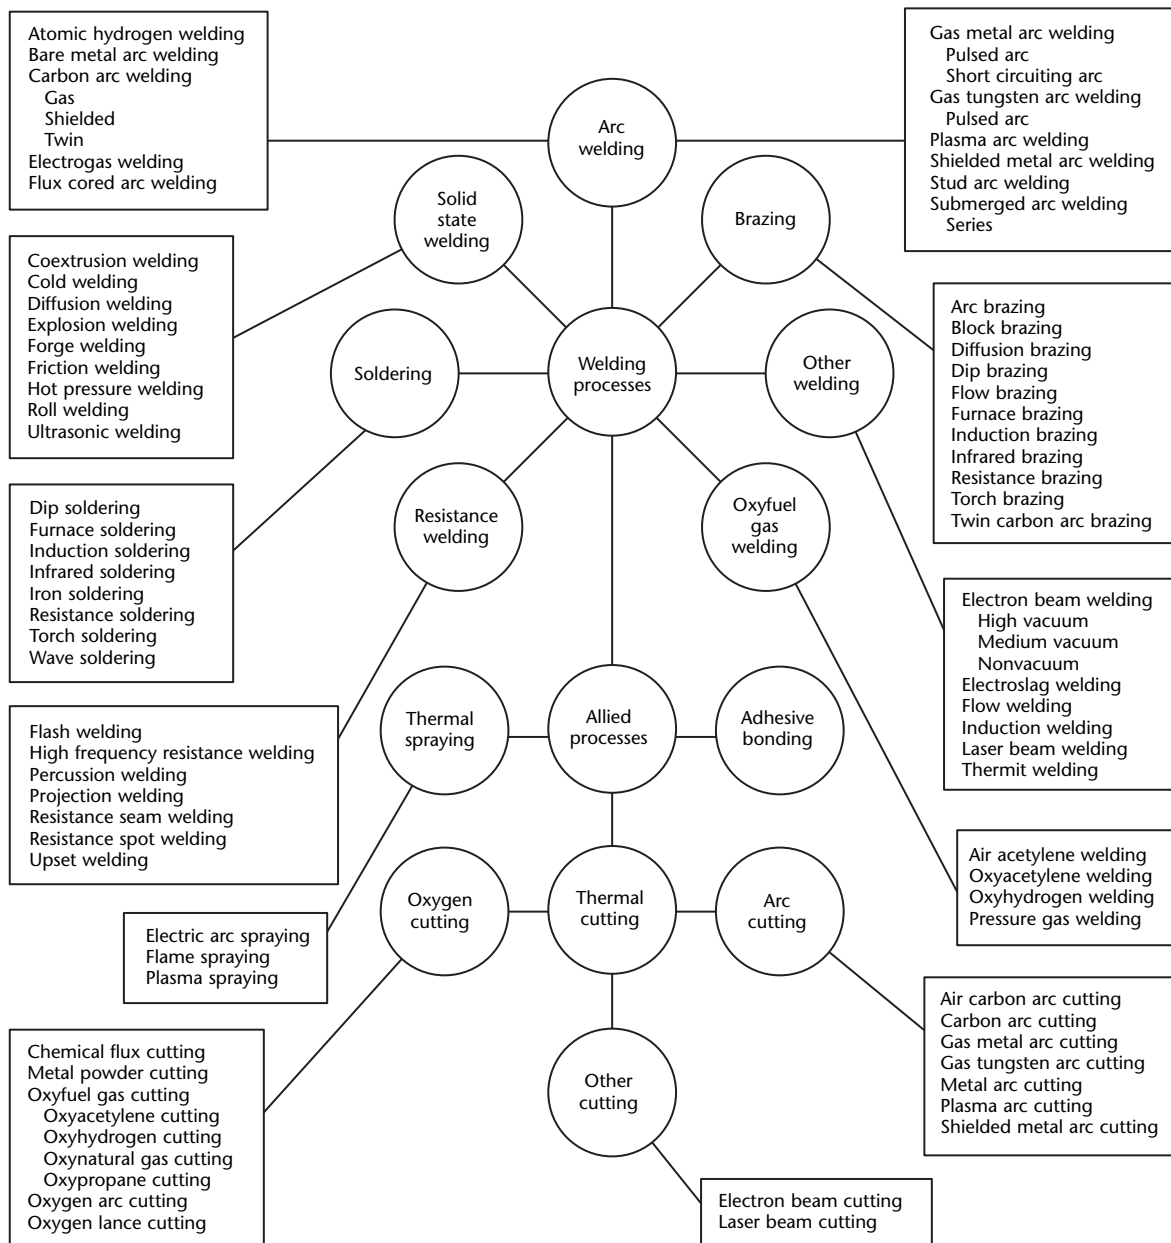 Atomic hydrogen welding
Bare metal arc welding
Carbon arc welding
Gas
Shielded
Twin
Electrogas welding
Flux cored arc welding
Arc
welding
Gas metal arc welding
Pulsed arc
Short circuiting arc
Gas tungsten arc welding
Pulsed arc
Plasma arc welding
Shielded metal arc welding
Stud arc welding
Submerged arc welding
Series
Solid
state
welding
Brazing
Coextrusion welding
Cold welding
Diffusion welding
Explosion welding
Forge welding
Friction welding
Hot pressure welding
Roll welding
Ultrasonic welding
Soldering
Welding
processes
Other
welding
Arc brazing
Block brazing
Diffusion brazing
Dip brazing
Flow brazing
Furnace brazing
Induction brazing
Infrared brazing
Resistance brazing
Torch brazing
Twin carbon arc brazing
Dip soldering
Furnace soldering
Induction soldering
Infrared soldering
Iron soldering
Resistance soldering
Torch soldering
Wave soldering
Resistance
welding
Oxyfuel
gas
welding
Electron beam welding
High vacuum
Medium vacuum
Nonvacuum
Electroslag welding
Flow welding
Induction welding
Laser beam welding
Thermit welding
Flash welding
High frequency resistance welding
Percussion welding
Projection welding
Resistance seam welding
Resistance spot welding
Upset welding
Thermal
spraying
Allied
processes
Adhesive
bonding
Air acetylene welding
Oxyacetylene welding
Oxyhydrogen welding
Pressure gas welding
Electric arc spraying
Flame spraying
Plasma spraying
Oxygen
cutting
Thermal
cutting
Arc
cutting
Air carbon arc cutting
Carbon arc cutting
Gas metal arc cutting
Gas tungsten arc cutting
Metal arc cutting
Plasma arc cutting
Shielded metal arc cutting
Chemical flux cutting
Metal powder cutting
Oxyfuel gas cutting
Oxyacetylene cutting
Oxyhydrogen cutting
Oxynatural gas cutting
Oxypropane cutting
Oxygen arc cutting
Oxygen lance cutting
Other
cutting
Electron beam cutting
Laser beam cutting